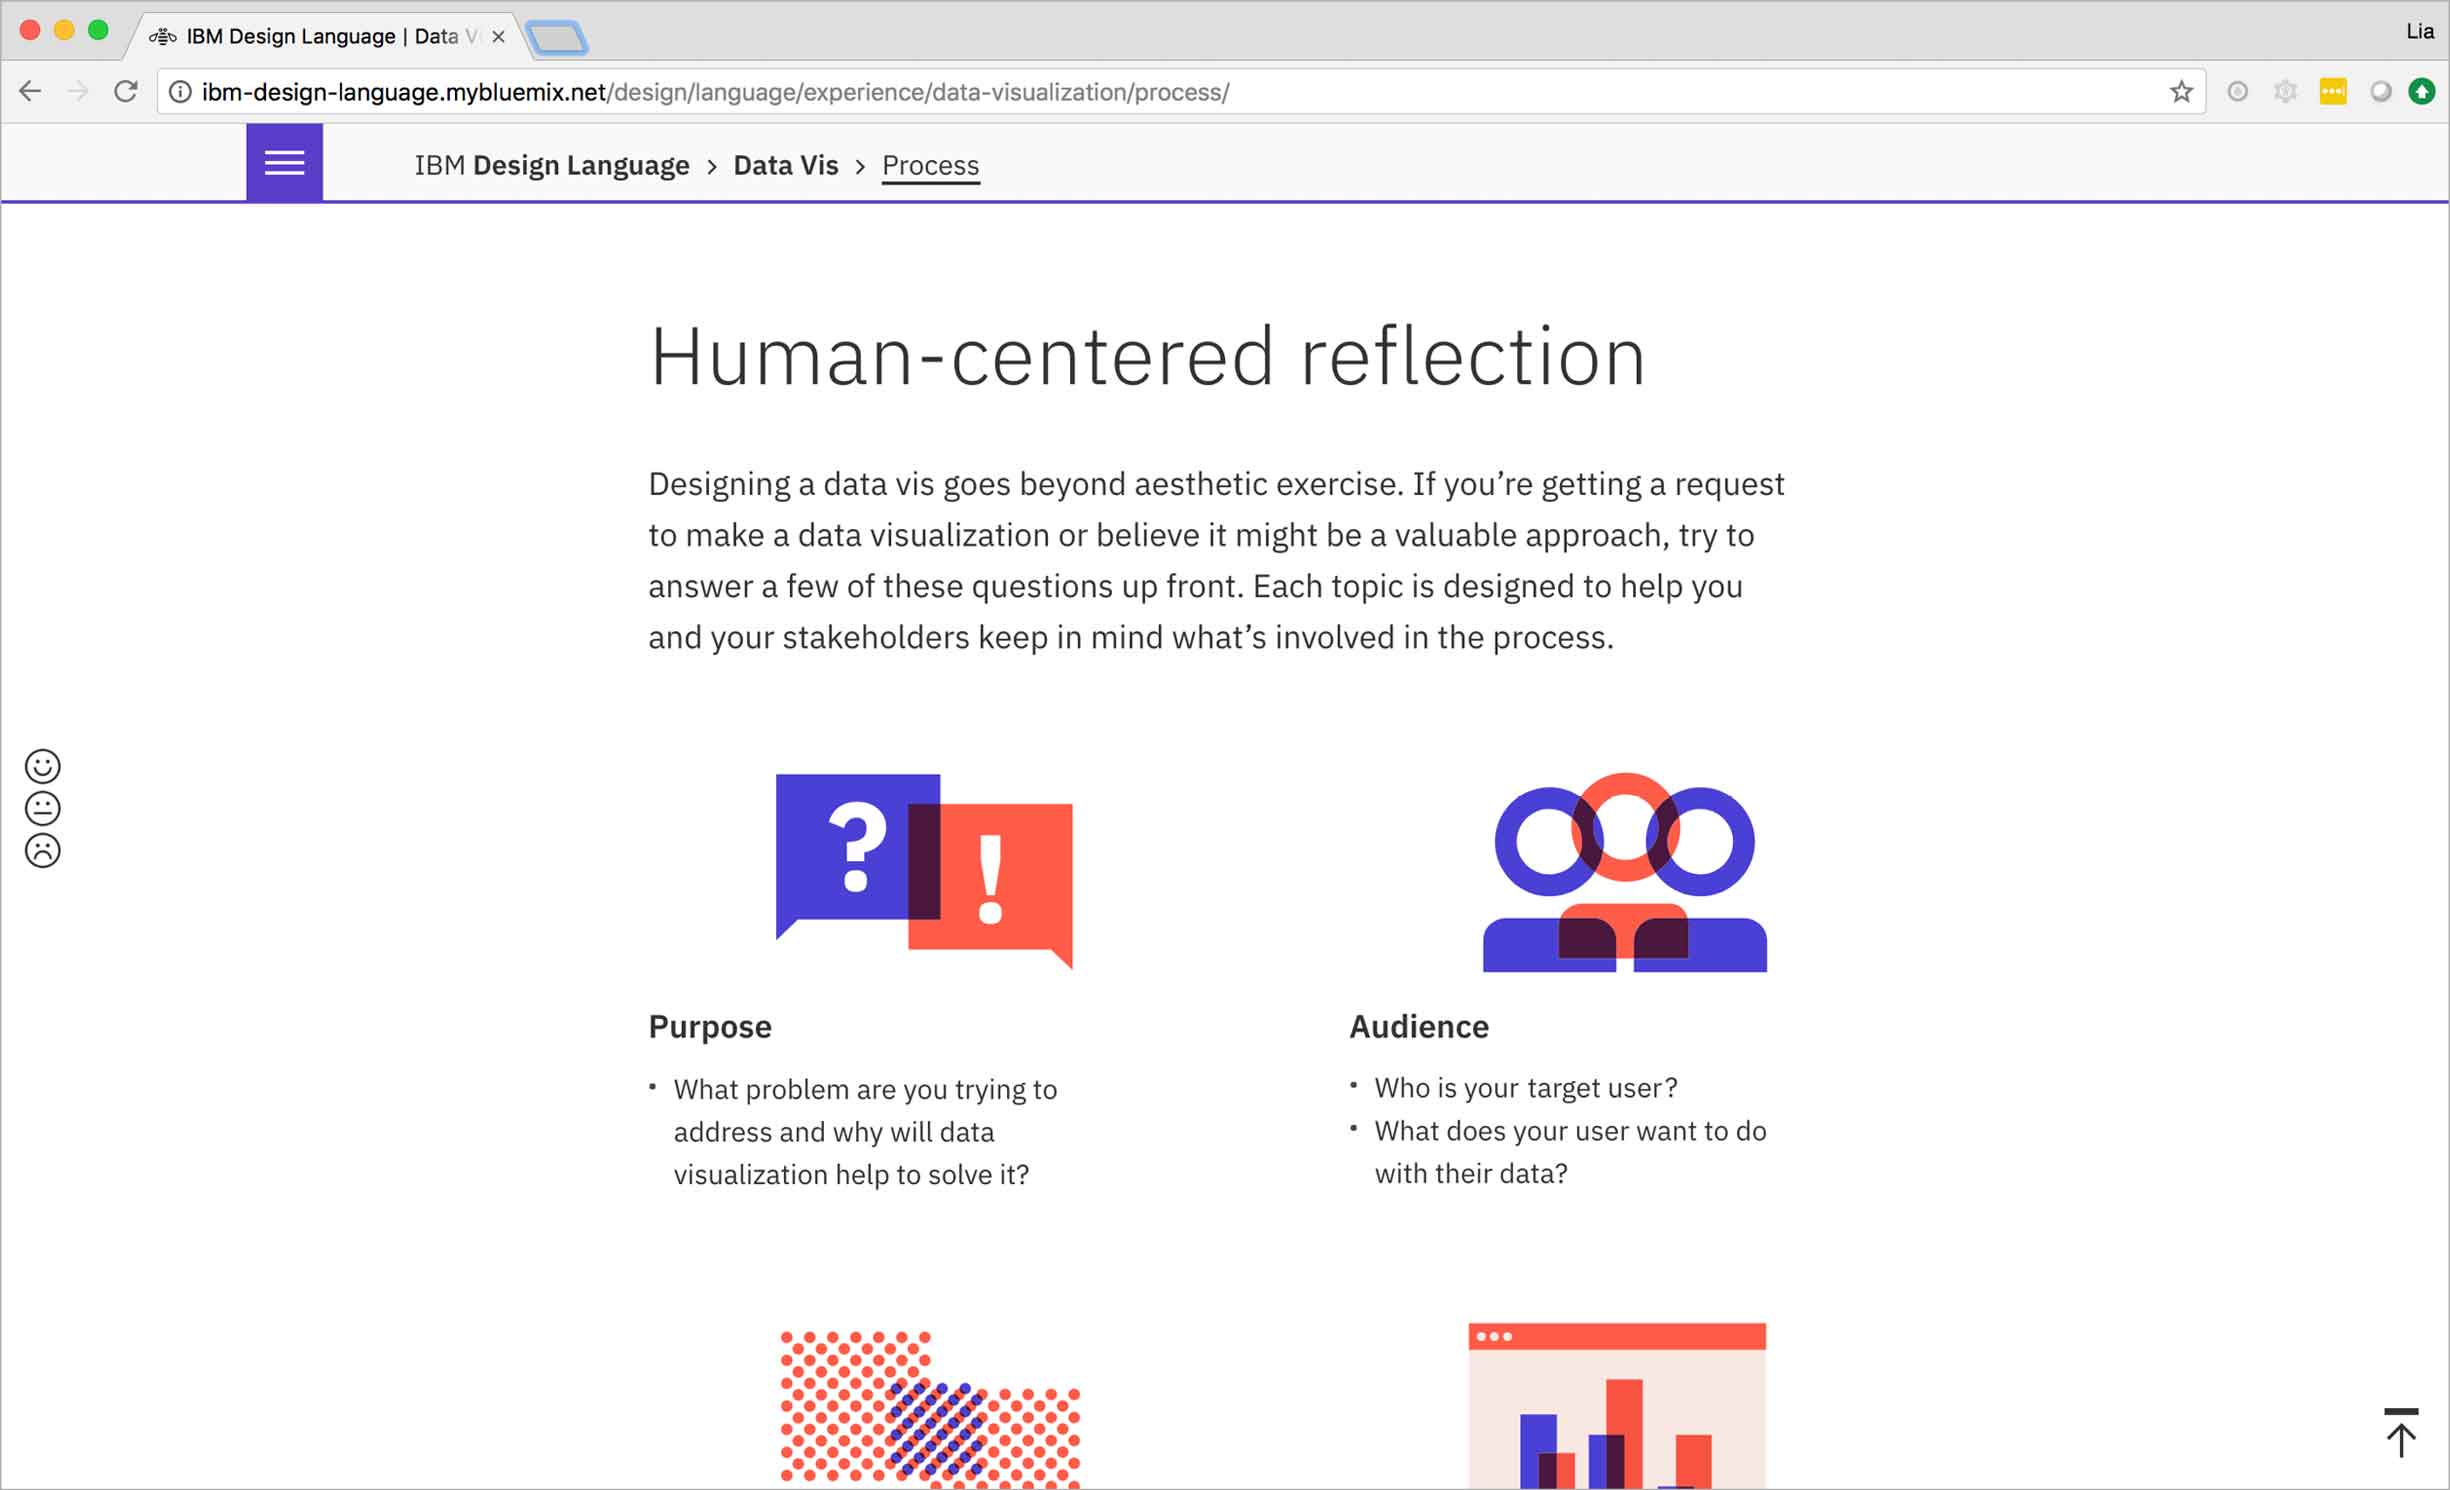 IBM Design Language | Data
Lia
ibm-design-language.mybluemix.net/design/language/experience/data-visualization/process/
IBM Design Language > Data Vis > Process
Human-centered reflection
Designing a data vis goes beyond aesthetic exercise. If you’re getting a request
to make a data visualization or believe it might be a valuable approach, try to
answer a few of these questions up front. Each topic is designed to help you
and your stakeholders keep in mind what’s involved in the process.
? !
Purpose
• What problem are you trying to
address and why will data
visualization help to solve it?
Audience
• Who is your target user?
• What does your user want to do
with their data?